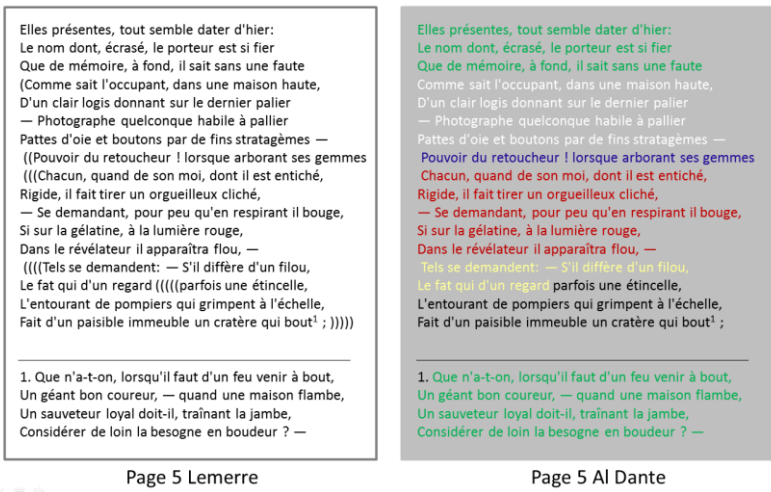 Elles présentes, tout semble dater d'hier:
Le nom dont, écrasé, le porteur est si fier
Que de mémoire, à fond, il sait sans une faute
(Comme sait l'occupant, dans une maison haute,
D'un clair logis donnant sur le dernier palier
— Photographe quelconque habile à pallier
Pattes d'oie et boutons par de fins stratagèmes —
((Pouvoir du retoucheur ! lorsque arborant ses gemmes
(((Chacun, quand de son moi, dont il est entiché,
Rigide, il fait tirer un orgueilleux cliché,
— Se demandant, pour peu qu'en respirant il bouge,
Si sur la gélatine, à la lumière rouge,
Dans le révélateur il apparaîtra flou, —
((((Tels se demandent: — S'il diffère d'un filou,
Le fat qui d'un regard (((((parfois une étincelle,
L'entourant de pompiers qui grimpent à l'échelle,
Fait d'un paisible immeuble un cratère qui bout¹ ; )))))
1. Que n'a-t-on, lorsqu'il faut d'un feu venir à bout,
Un géant bon coureur, — quand une maison flambe,
Un sauveteur loyal doit-il, traînant la jambe,
Considérer de loin la besogne en boudeur ? —
Page 5 Lemerre
Elles présentes, tout semble dater d'hier:
Le nom dont, écrasé, le porteur est si fier
Que de mémoire, à fond, il sait sans une faute
Comme sait l'occupant, dans une maison haute,
D'un clair logis donnant sur le dernier palier
— Photographe quelconque habile à pallier
Pattes d'oie et boutons par de fins stratagèmes —
Pouvoir du retoucheur ! lorsque arborant ses gemmes
Chacun, quand de son moi, dont il est entiché,
Rigide, il fait tirer un orgueilleux cliché,
— Se demandant, pour peu qu'en respirant il bouge,
Si sur la gélatine, à la lumière rouge,
Dans le révélateur il apparaîtra flou, —
Tels se demandent: — S'il diffère d'un filou,
Le fat qui d'un regard parfois une étincelle,
L'entourant de pompiers qui grimpent à l'échelle,
Fait d'un paisible immeuble un cratère qui bout¹ ;
1. Que n'a-t-on, lorsqu'il faut d'un feu venir à bout,
Un géant bon coureur, — quand une maison flambe,
Un sauveteur loyal doit-il, traînant la jambe,
Considérer de loin la besogne en boudeur ? —
Page 5 Al Dante